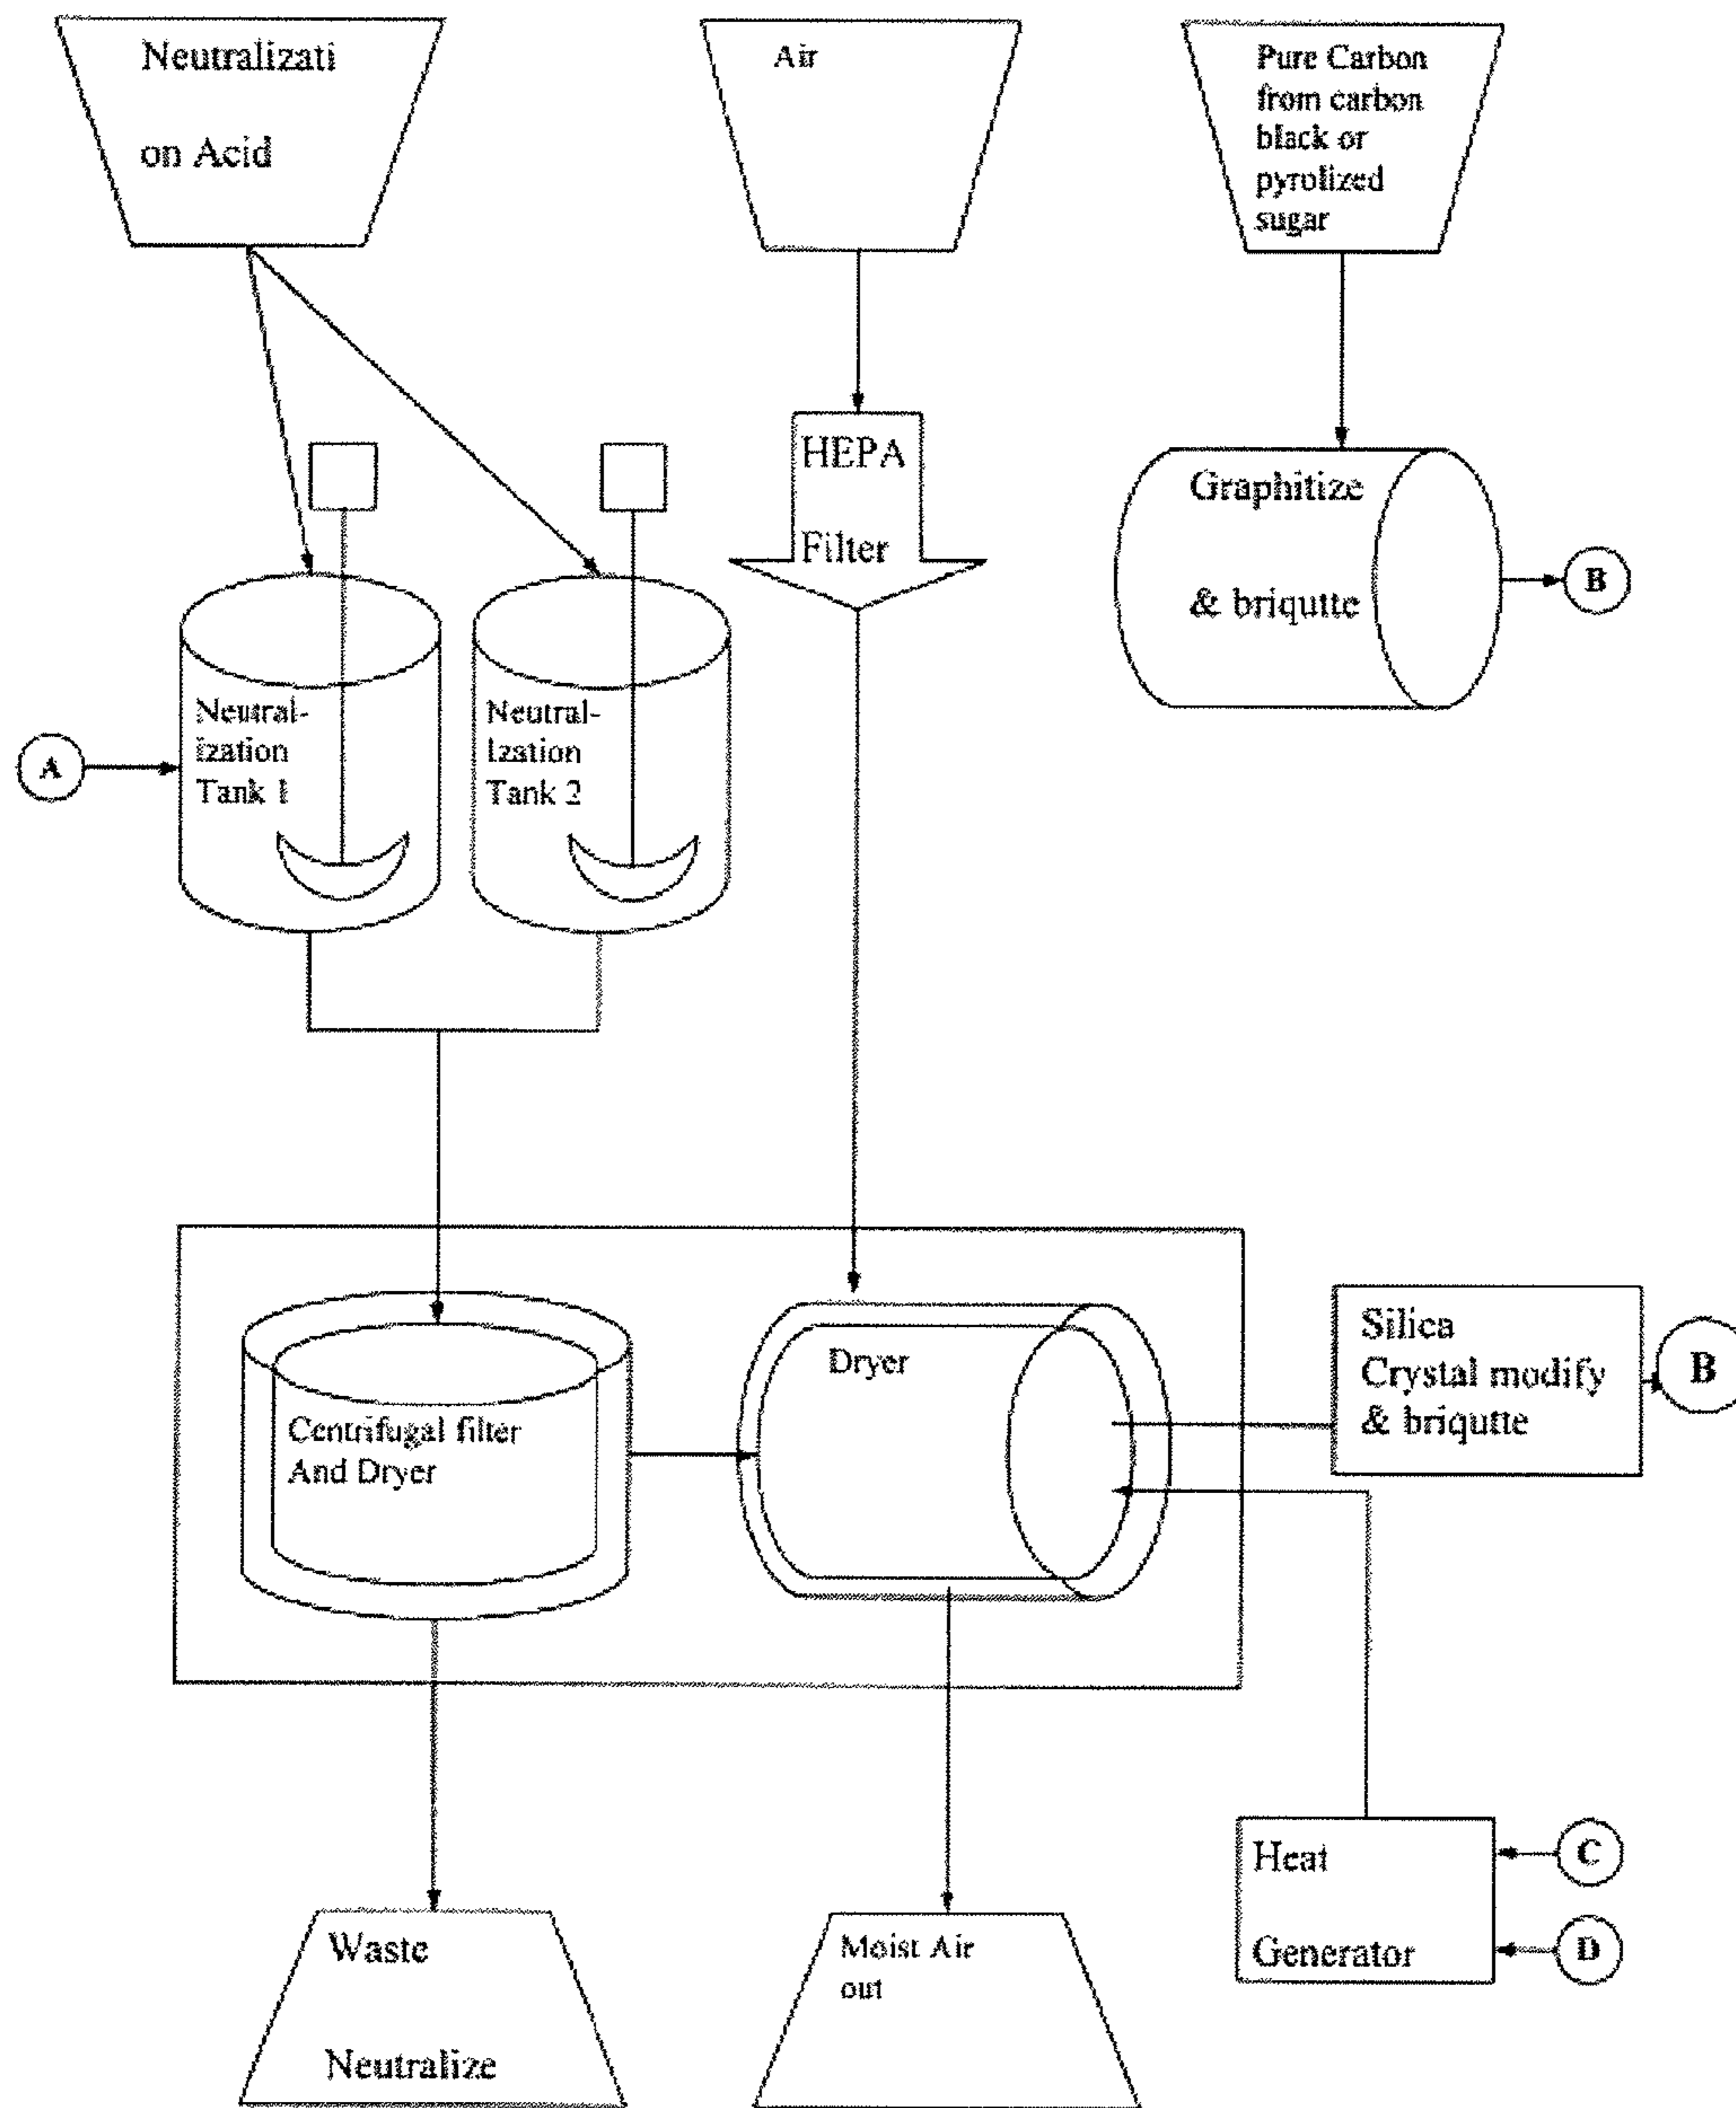 Neutralizati
on Acid
Air
Pure Carbon
from carbon
black or
pyrolized
sugar
HEPA
Filter
Graphitize
& briqutte
B
A
Neutral-
ization
Tank 1
Neutral-
ization
Tank 2
Centrifugal filter
And Dryer
Dryer
Silica
Crystal modify
& briqutte
B
Heat
Generator
C
D
Waste
Neutralize
Moist Air
out